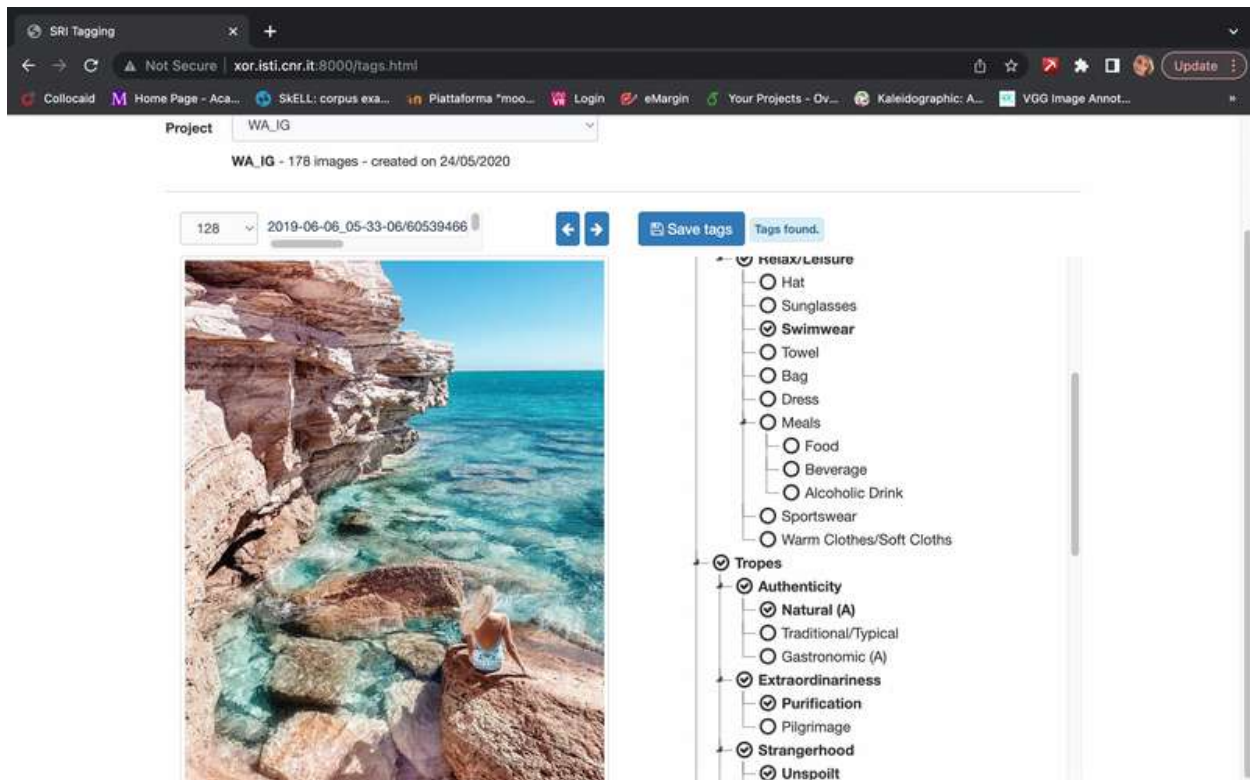 SRI Tagging
Not Secure xor.isti.cnr.it:8000/tags.html Update
Collocaid Home Page - Aca... SkELL: corpus exa... Piattaforma "moo... Login eMargin Your Projects - Ov... Kaleidographic: A... VGG Image Annot...
Project WA_IG
WA_IG - 178 images - created on 24/05/2020
128 2019-06-06_05-33-06/60539466 Save tags Tags found.
Relax/Leisure
Hat
Sunglasses
Swimwear
Towel
Bag
Dress
Meals
Food
Beverage
Alcoholic Drink
Sportswear
Warm Clothes/Soft Cloths
Tropes
Authenticity
Natural (A)
Traditional/Typical
Gastronomic (A)
Extraordinariness
Purification
Pilgrimage
Strangerhood
Unspoilt